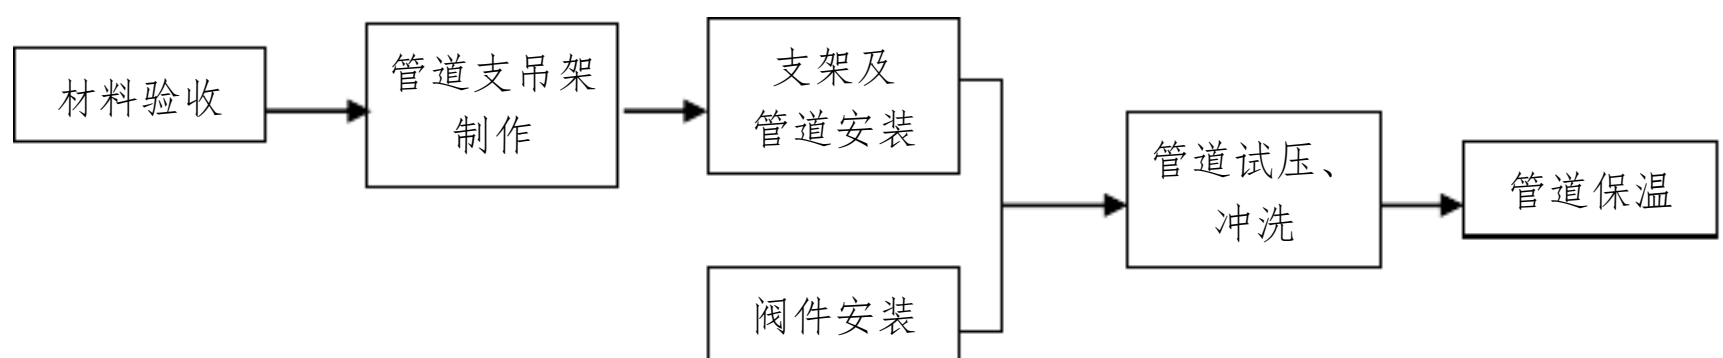 材料验收
管道支吊架
制作
支架及
管道安装
阀件安装
管道试压、
冲洗
管道保温